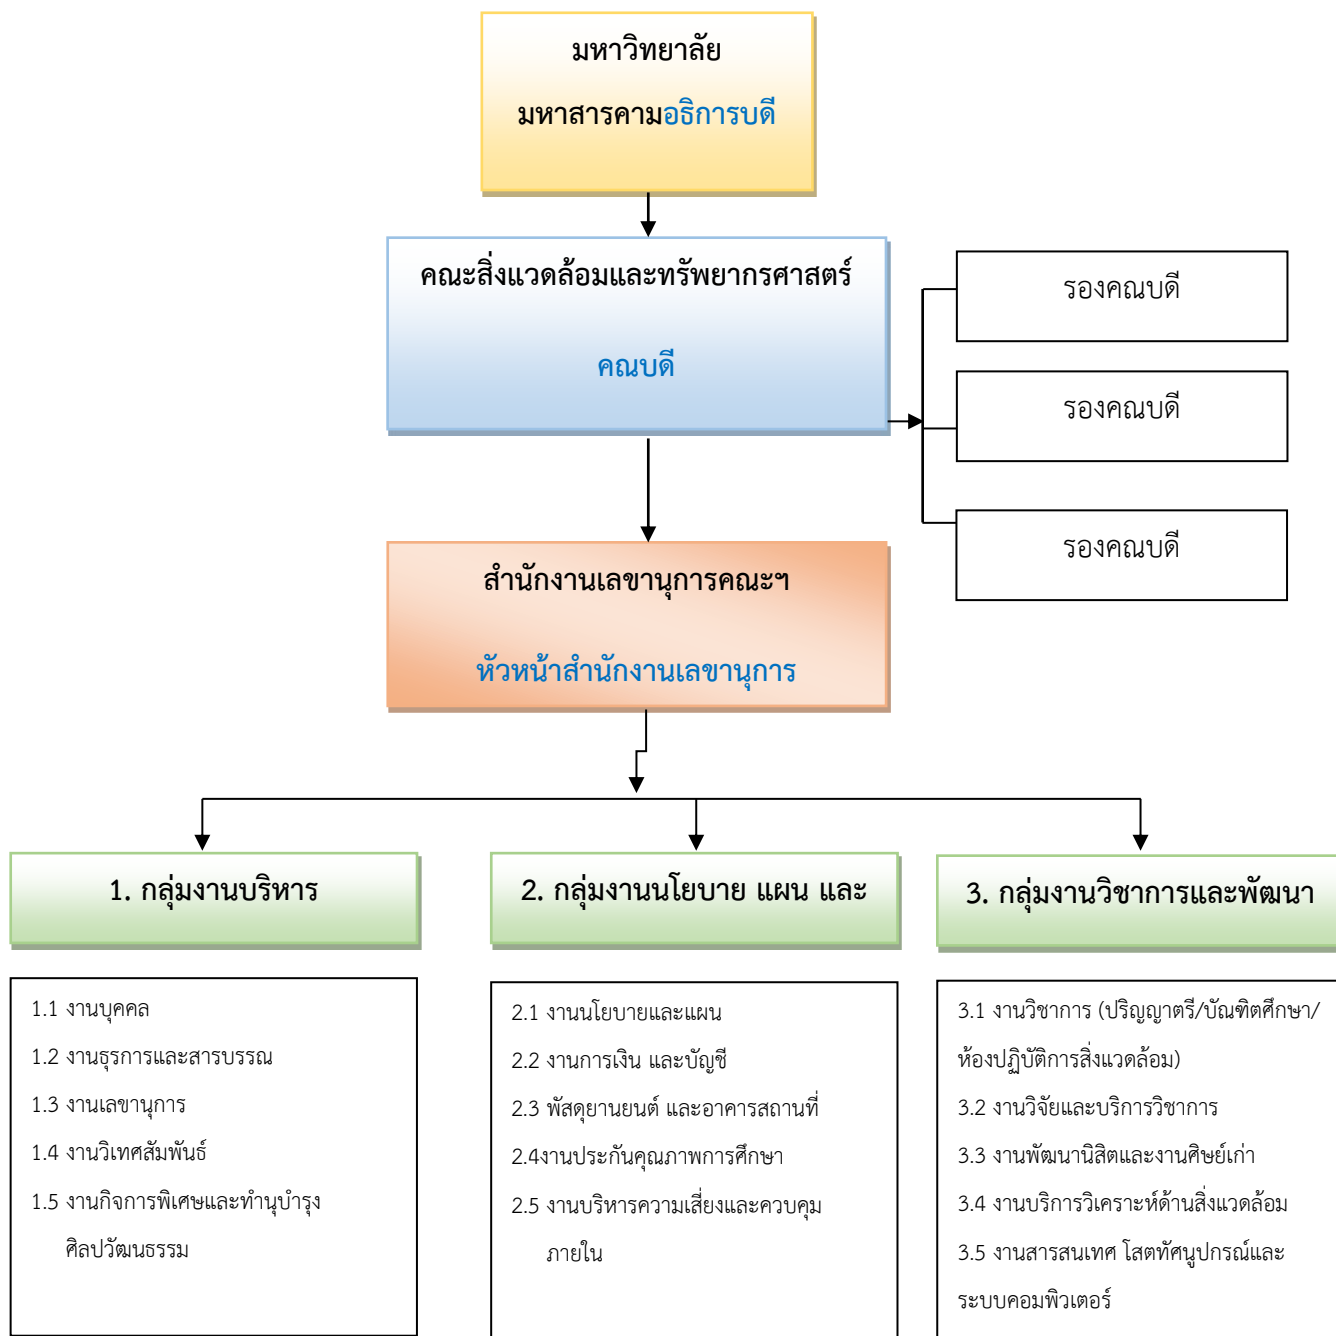 มหาวิทยาลัย
มหาสารคามอธิการบดี
คณะสิ่งแวดล้อมและทรัพยากรศาสตร์
คณบดี
รองคณบดี
รองคณบดี
รองคณบดี
สำนักงานเลขานุการคณะฯ
หัวหน้าสำนักงานเลขานุการ
1. กลุ่มงานบริหาร
1.1 งานบุคคล
1.2 งานธุรการและสารบรรณ
1.3 งานเลขานุการ
1.4 งานวิเทศสัมพันธ์
1.5 งานกิจการพิเศษและทำนุบำรุง
ศิลปวัฒนธรรม
2. กลุ่มงานนโยบาย แผน และ
2.1 งานนโยบายและแผน
2.2 งานการเงิน และบัญชี
2.3 พัสดุยานยนต์ และอาคารสถานที่
2.4งานประกันคุณภาพการศึกษา
2.5 งานบริหารความเสี่ยงและควบคุม
ภายใน
3. กลุ่มงานวิชาการและพัฒนา
3.1 งานวิชาการ (ปริญญาตรี/บัณฑิตศึกษา/
ห้องปฏิบัติการสิ่งแวดล้อม)
3.2 งานวิจัยและบริการวิชาการ
3.3 งานพัฒนานิสิตและงานศิษย์เก่า
3.4 งานบริการวิเคราะห์ด้านสิ่งแวดล้อม
3.5 งานสารสนเทศ โสตทัศนูปกรณ์และ
ระบบคอมพิวเตอร์